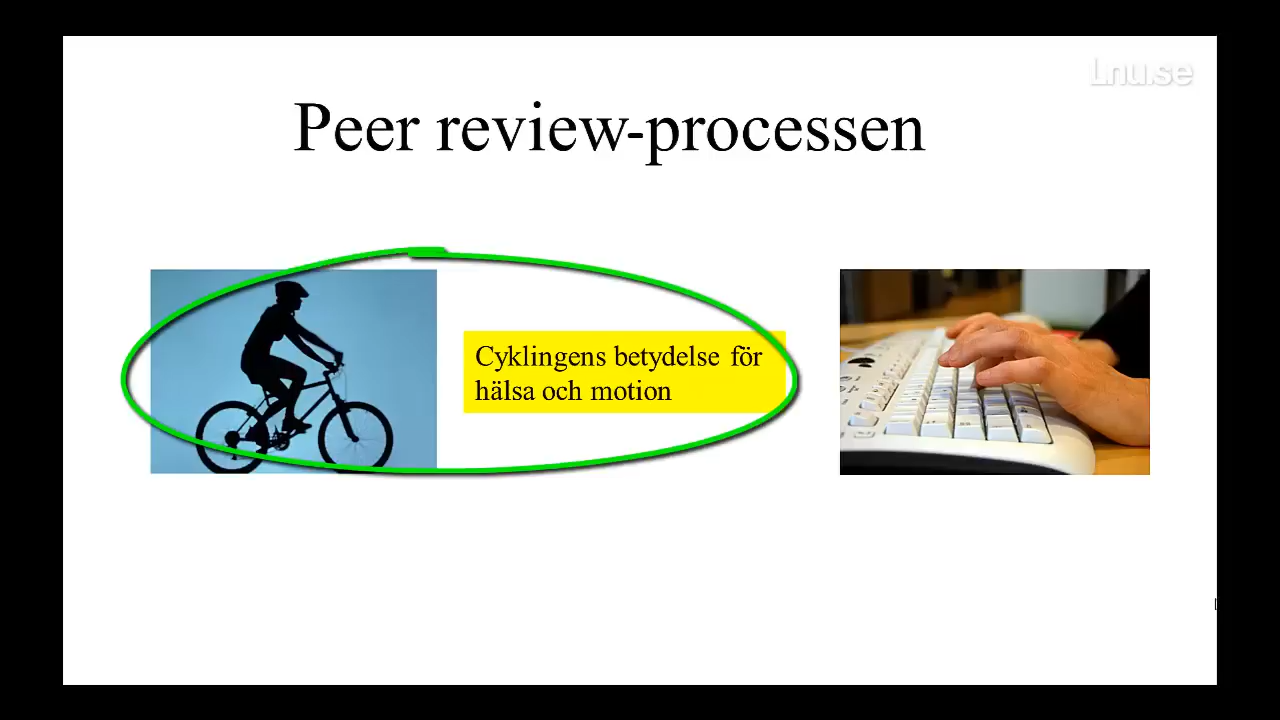 Lnu.se
Peer review-processen
Cyklingens betydelse för
hälsa och motion